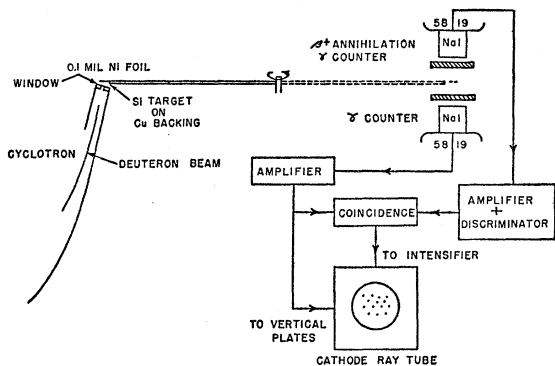 0.1 MIL NI FOIL
WINDOW
SI TARGET
ON
Cu BACKING
CYCLOTRON
DEUTERON BEAM
β+ ANNIHILATION
γ COUNTER
58 19
NaI
NaI
58 19
γ COUNTER
AMPLIFIER
COINCIDENCE
AMPLIFIER
+
DISCRIMINATOR
TO INTENSIFIER
TO VERTICAL
PLATES
CATHODE RAY TUBE